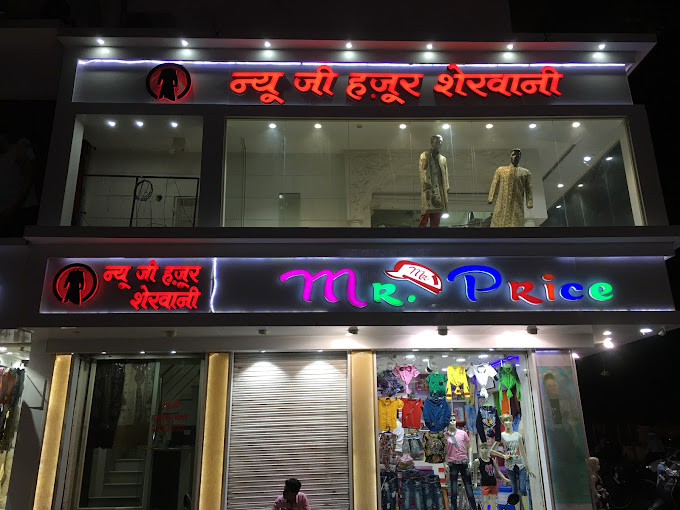 न्यू जी हज़ूर शेरवानी
न्यू जी हज़ूर
शेरवानी
Mr. Price
Mr.